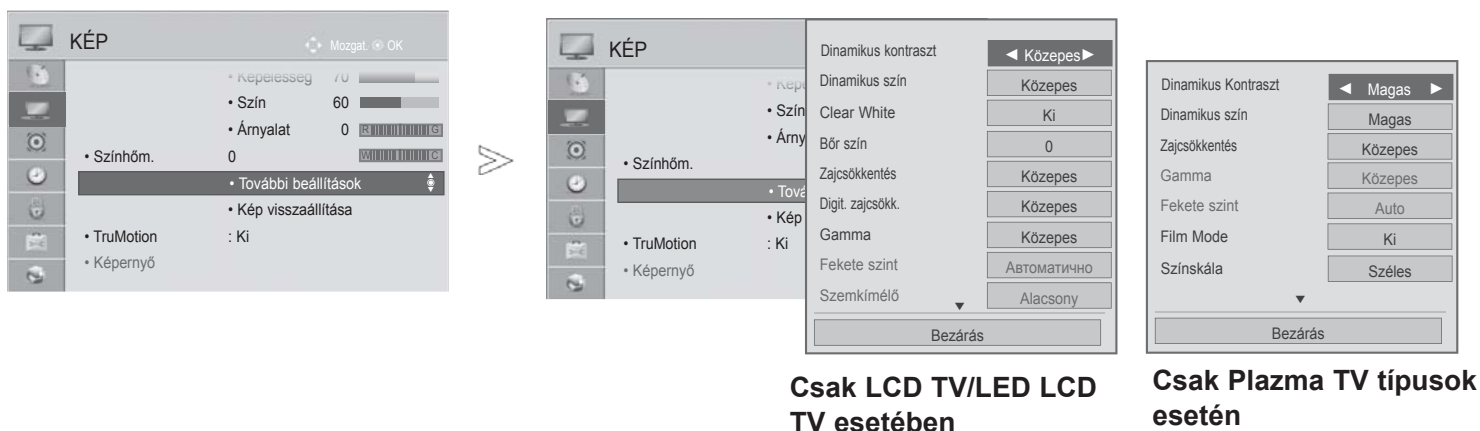 KÉP
Mozgat. OK
• Képélesség 70
• Szín 60
• Árnyalat 0 R G
• Színhőm. 0 W C
• További beállítások
• Kép visszaállítása
• TruMotion : Ki
• Képernyő
KÉP
• Képé
• Szín
• Árny
• Színhőm.
• Tová
• Kép
• TruMotion : Ki
• Képernyő
Dinamikus kontraszt ◄ Közepes►
Dinamikus szín Közepes
Clear White Ki
Bőr szín 0
Zajcsökkentés Közepes
Digit. zajcsökk. Közepes
Gamma Közepes
Fekete szint Автоматично
Szemkímélő Alacsony
▼
Bezárás
Csak LCD TV/LED LCD
TV esetében
Dinamikus Kontraszt ◄ Magas ►
Dinamikus szín Magas
Zajcsökkentés Közepes
Gamma Közepes
Fekete szint Auto
Film Mode Ki
Színskála Széles
▼
Bezárás
Csak Plazma TV típusok
esetén